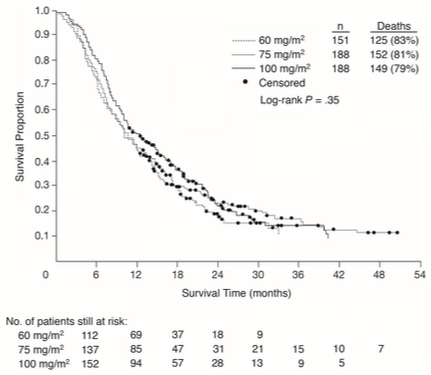 n Deaths
60 mg/m² 151 125 (83%)
75 mg/m² 188 152 (81%)
100 mg/m² 188 149 (79%)
Censored
Log-rank P = .35
Survival Proportion
1.0
0.9
0.8
0.7
0.6
0.5
0.4
0.3
0.2
0.1
0 6 12 18 24 30 36 42 48 54
Survival Time (months)
No. of patients still at risk:
60 mg/m² 112 69 37 18 9
75 mg/m² 137 85 47 31 21 15 10 7
100 mg/m² 152 94 57 28 13 9 5